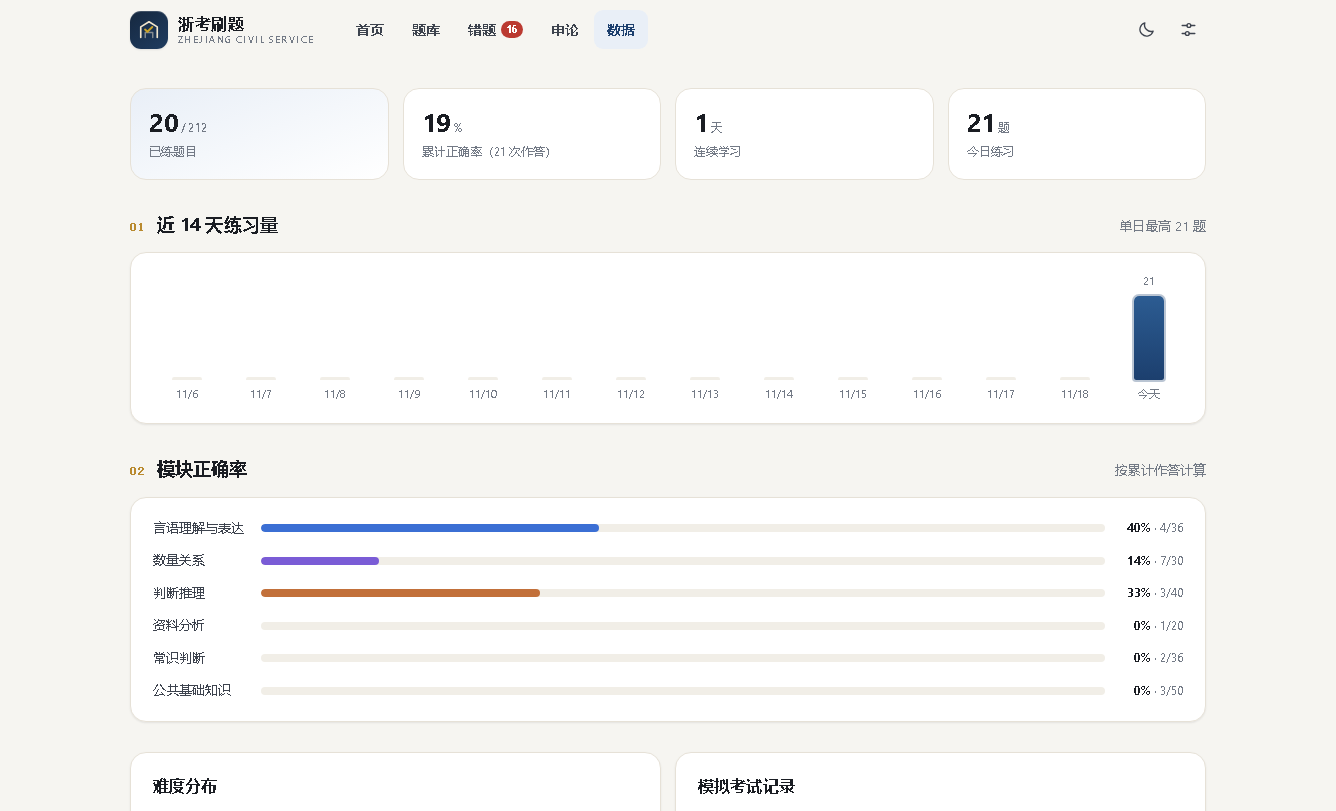 浙考刷题
ZHEJIANG CIVIL SERVICE
首页 题库 错题 16 申论 数据
20 / 212
已练题目
19 %
累计正确率（21 次作答）
1 天
连续学习
21 题
今日练习
01 近 14 天练习量 单日最高 21 题
21
11/6 11/7 11/8 11/9 11/10 11/11 11/12 11/13 11/14 11/15 11/16 11/17 11/18 今天
02 模块正确率 按累计作答计算
言语理解与表达 40% · 4/36
数量关系 14% · 7/30
判断推理 33% · 3/40
资料分析 0% · 1/20
常识判断 0% · 2/36
公共基础知识 0% · 3/50
难度分布 模拟考试记录